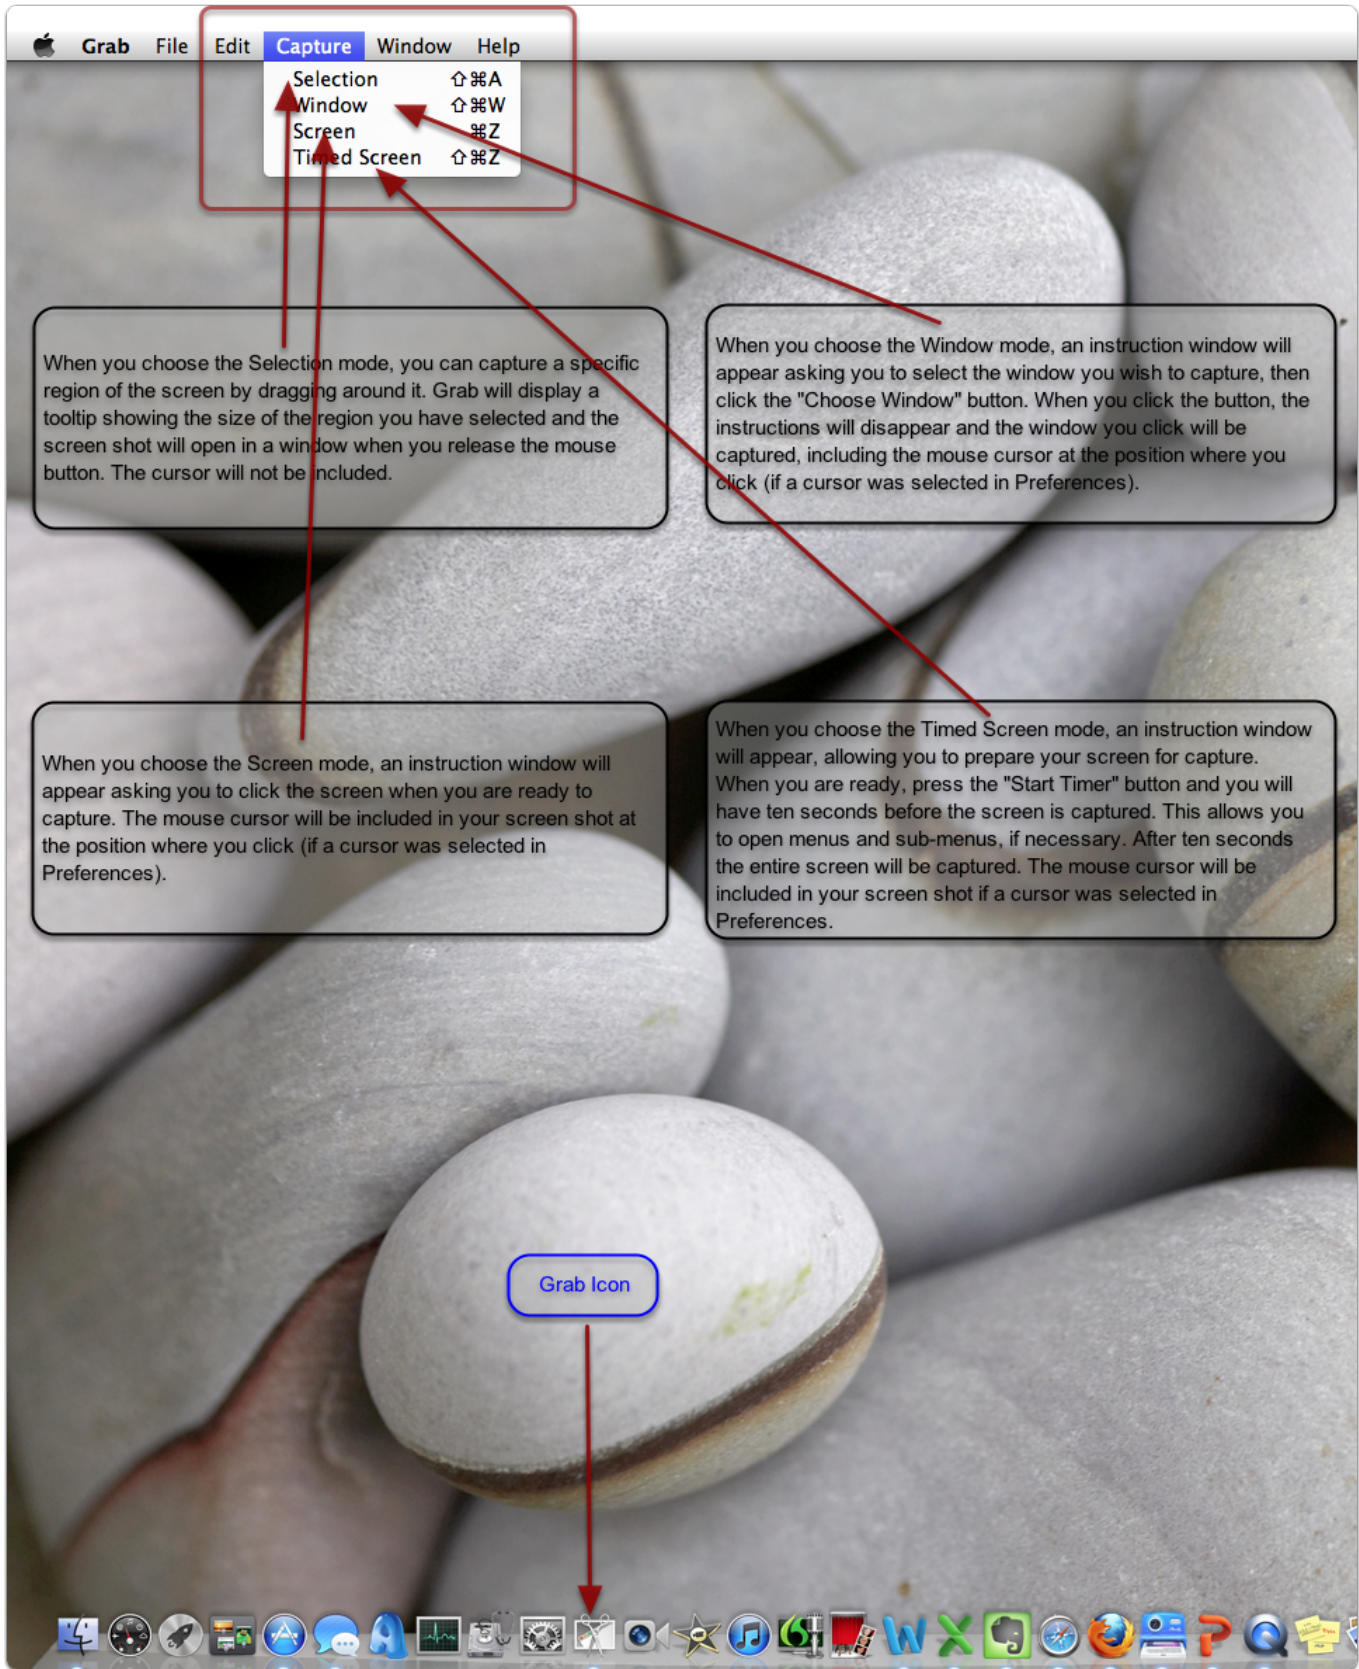 Grab File Edit Capture Window Help
Selection ⇧⌘A
Window ⇧⌘W
Screen ⌘Z
Timed Screen ⇧⌘Z
When you choose the Selection mode, you can capture a specific
region of the screen by dragging around it. Grab will display a
tooltip showing the size of the region you have selected and the
screen shot will open in a window when you release the mouse
button. The cursor will not be included.
When you choose the Window mode, an instruction window will
appear asking you to select the window you wish to capture, then
click the "Choose Window" button. When you click the button, the
instructions will disappear and the window you click will be
captured, including the mouse cursor at the position where you
click (if a cursor was selected in Preferences).
When you choose the Screen mode, an instruction window will
appear asking you to click the screen when you are ready to
capture. The mouse cursor will be included in your screen shot at
the position where you click (if a cursor was selected in
Preferences).
When you choose the Timed Screen mode, an instruction window
will appear, allowing you to prepare your screen for capture.
When you are ready, press the "Start Timer" button and you will
have ten seconds before the screen is captured. This allows you
to open menus and sub-menus, if necessary. After ten seconds
the entire screen will be captured. The mouse cursor will be
included in your screen shot if a cursor was selected in
Preferences.
Grab Icon